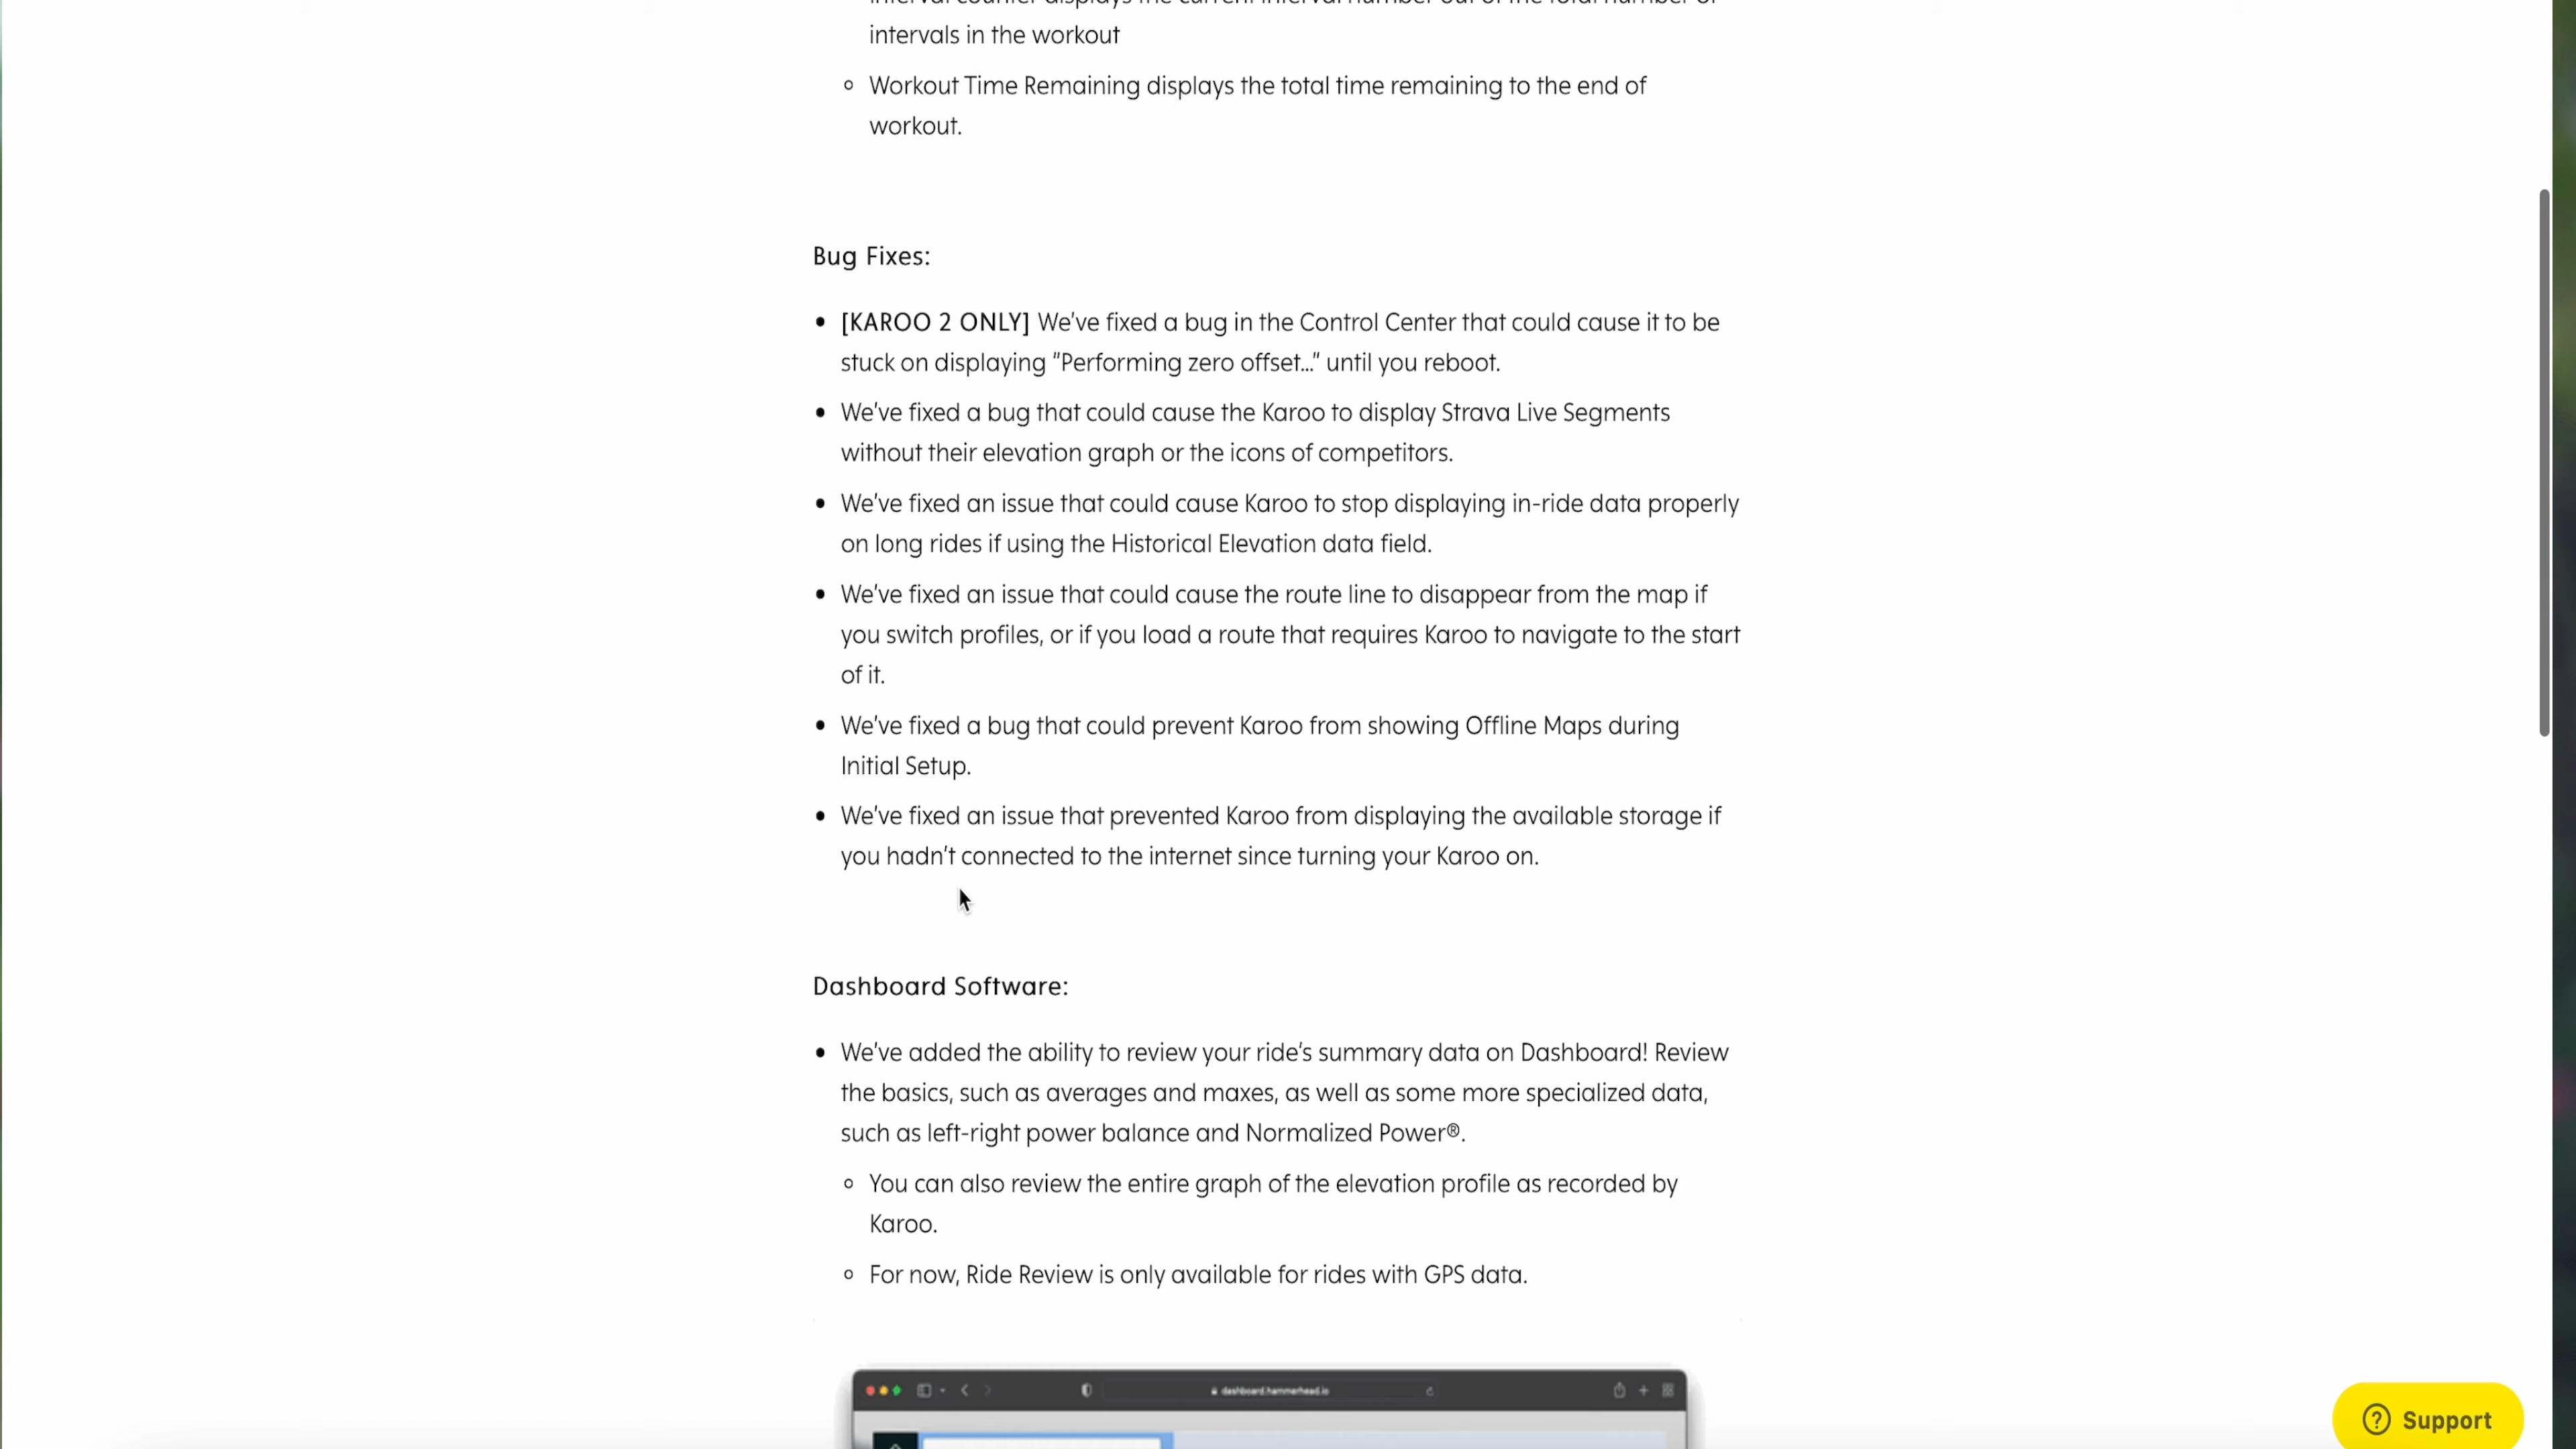 intervals in the workout
Workout Time Remaining displays the total time remaining to the end of
workout.
Bug Fixes:
[KAROO 2 ONLY] We've fixed a bug in the Control Center that could cause it to be
stuck on displaying "Performing zero offset..." until you reboot.
We've fixed a bug that could cause the Karoo to display Strava Live Segments
without their elevation graph or the icons of competitors.
We've fixed an issue that could cause Karoo to stop displaying in-ride data properly
on long rides if using the Historical Elevation data field.
We've fixed an issue that could cause the route line to disappear from the map if
you switch profiles, or if you load a route that requires Karoo to navigate to the start
of it.
We've fixed a bug that could prevent Karoo from showing Offline Maps during
Initial Setup.
We've fixed an issue that prevented Karoo from displaying the available storage if
you hadn't connected to the internet since turning your Karoo on.
Dashboard Software:
We've added the ability to review your ride's summary data on Dashboard! Review
the basics, such as averages and maxes, as well as some more specialized data,
such as left-right power balance and Normalized Power®.
You can also review the entire graph of the elevation profile as recorded by
Karoo.
For now, Ride Review is only available for rides with GPS data.
dashboard.hammerhead.io
Support